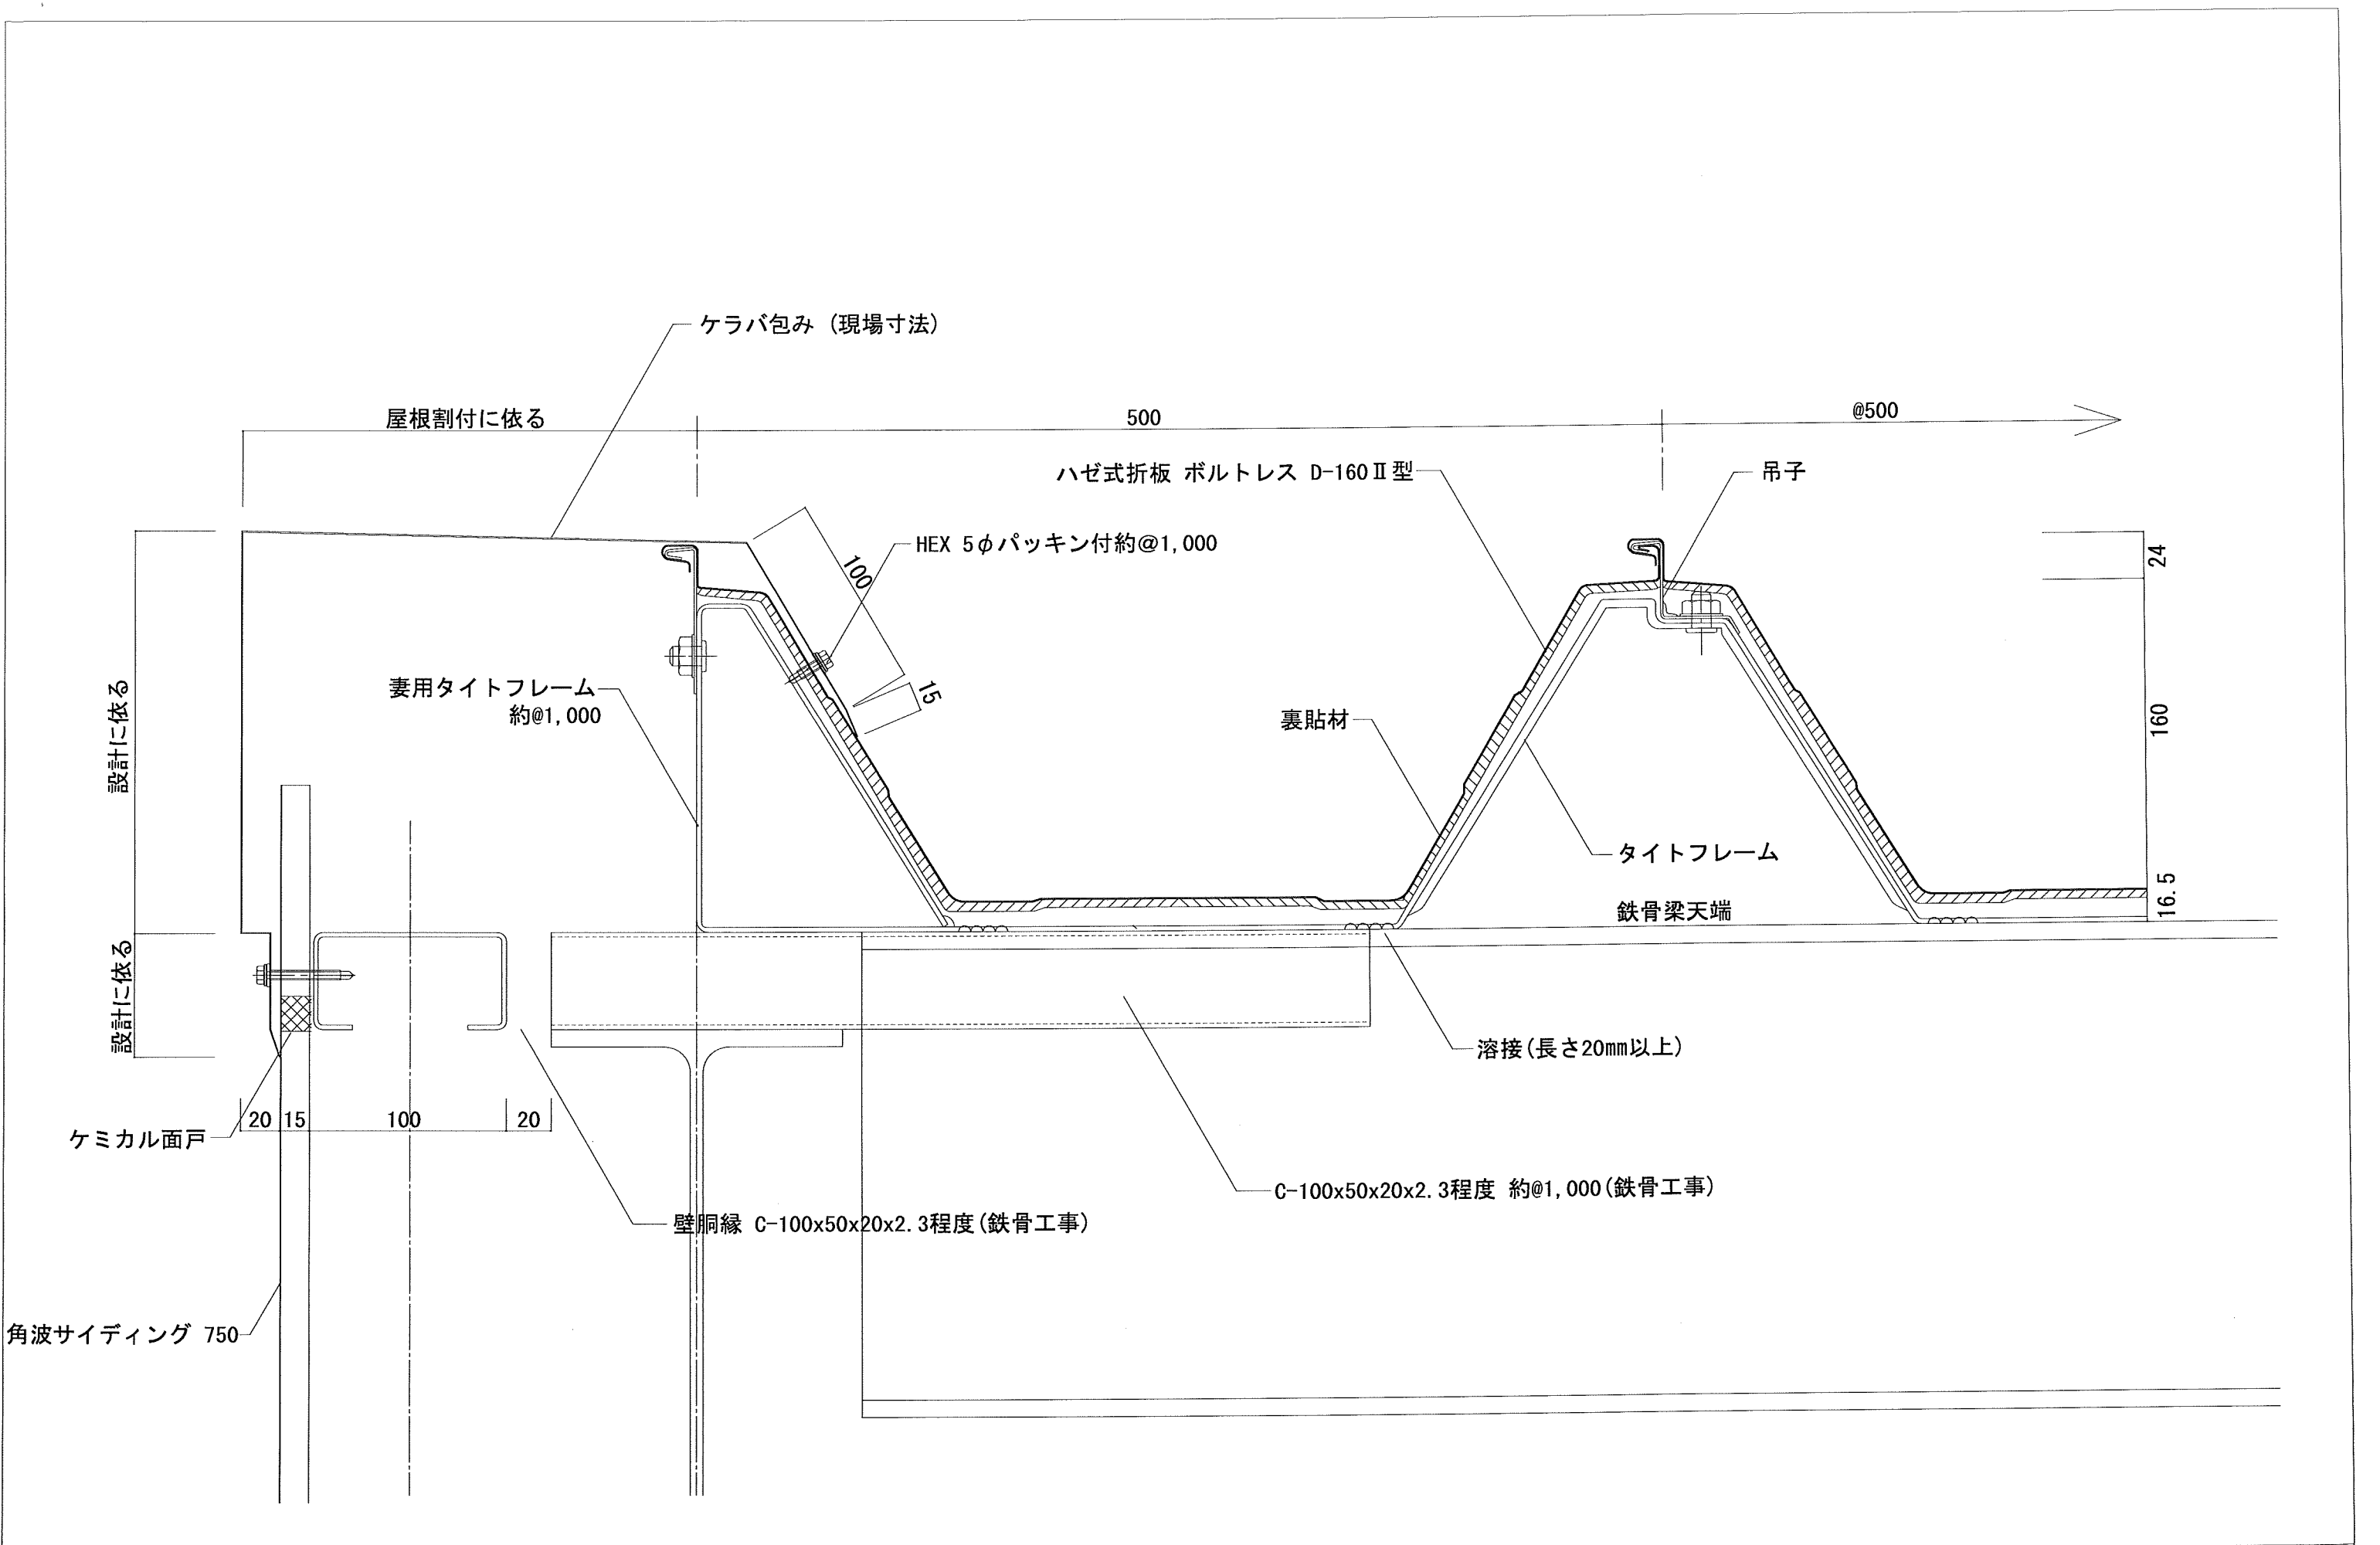 ケラバ包み (現場寸法)
屋根割付に依る
500
@500
ハゼ式折板 ボルトレス D-160Ⅱ型
吊子
HEX 5φパッキン付約@1,000
100
15
24
妻用タイトフレーム
約@1,000
設計に依る
裏貼材
160
タイトフレーム
16.5
鉄骨梁天端
設計に依る
溶接(長さ20mm以上)
20
15
100
20
ケミカル面戸
C-100x50x20x2.3程度 約@1,000(鉄骨工事)
壁胴縁 C-100x50x20x2.3程度(鉄骨工事)
角波サイディング 750